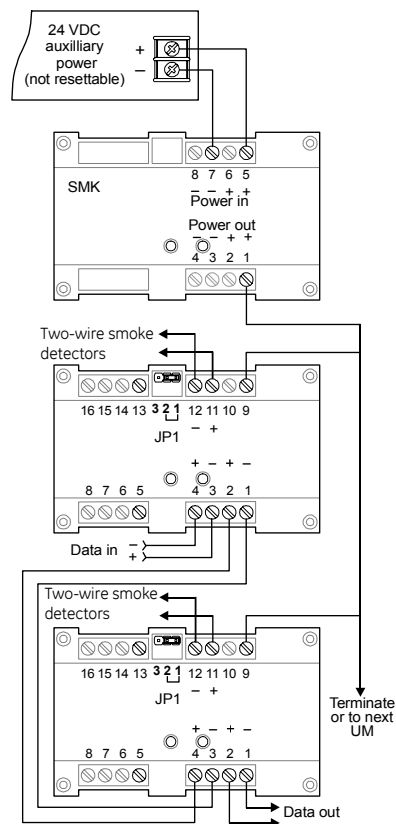 24 VDC
auxilliary
power
(not resettable)
+
–
8 7 6 5
– – + +
Power in
SMK
Power out
– – + +
4 3 2 1
Two-wire smoke
detectors
16 15 14 13 3 2 1 12 11 10 9
– +
JP1
+ – + –
8 7 6 5 4 3 2 1
Data in – +
Two-wire smoke
detectors
16 15 14 13 3 2 1 12 11 10 9
– +
JP1
Terminate
or to next
UM
+ – + –
8 7 6 5 4 3 2 1
Data out